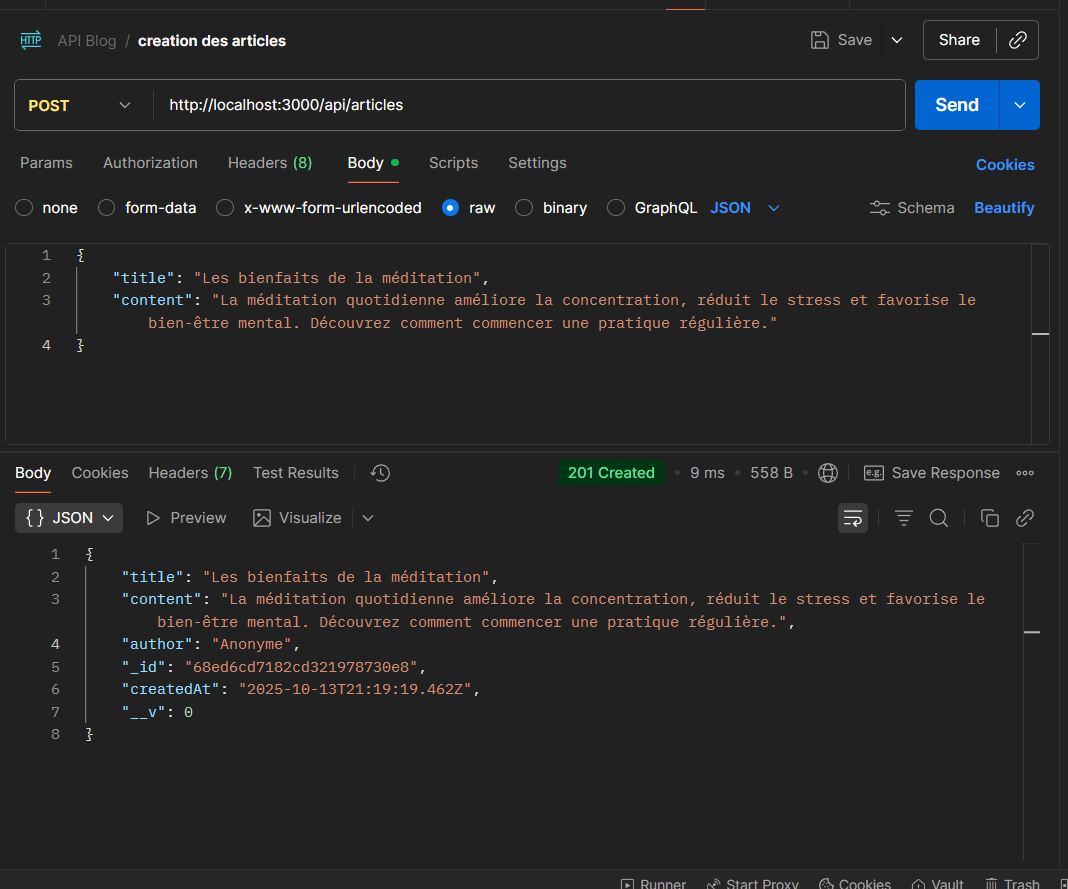 HTTP API Blog / creation des articles Save Share
POST http://localhost:3000/api/articles Send
Params Authorization Headers (8) Body Scripts Settings Cookies
none form-data x-www-form-urlencoded raw binary GraphQL JSON Schema Beautify
1 {
2 "title": "Les bienfaits de la méditation",
3 "content": "La méditation quotidienne améliore la concentration, réduit le stress et favorise le
bien-être mental. Découvrez comment commencer une pratique régulière."
4 }
Body Cookies Headers (7) Test Results 201 Created • 9 ms • 558 B • e.g. Save Response
{} JSON Preview Visualize
1 {
2 "title": "Les bienfaits de la méditation",
3 "content": "La méditation quotidienne améliore la concentration, réduit le stress et favorise le
bien-être mental. Découvrez comment commencer une pratique régulière.",
4 "author": "Anonyme",
5 "_id": "68ed6cd7182cd321978730e8",
6 "createdAt": "2025-10-13T21:19:19.462Z",
7 "__v": 0
8 }
Runner Start Proxy Cookies Vault Trash